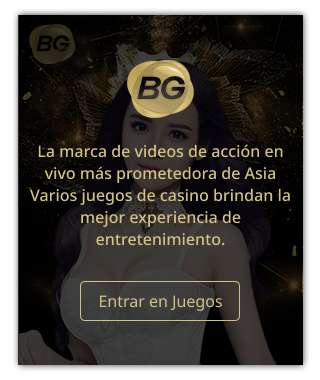 BG
BG
La marca de videos de acción en
vivo más prometedora de Asia
Varios juegos de casino brindan la
mejor experiencia de
entretenimiento.
Entrar en Juegos